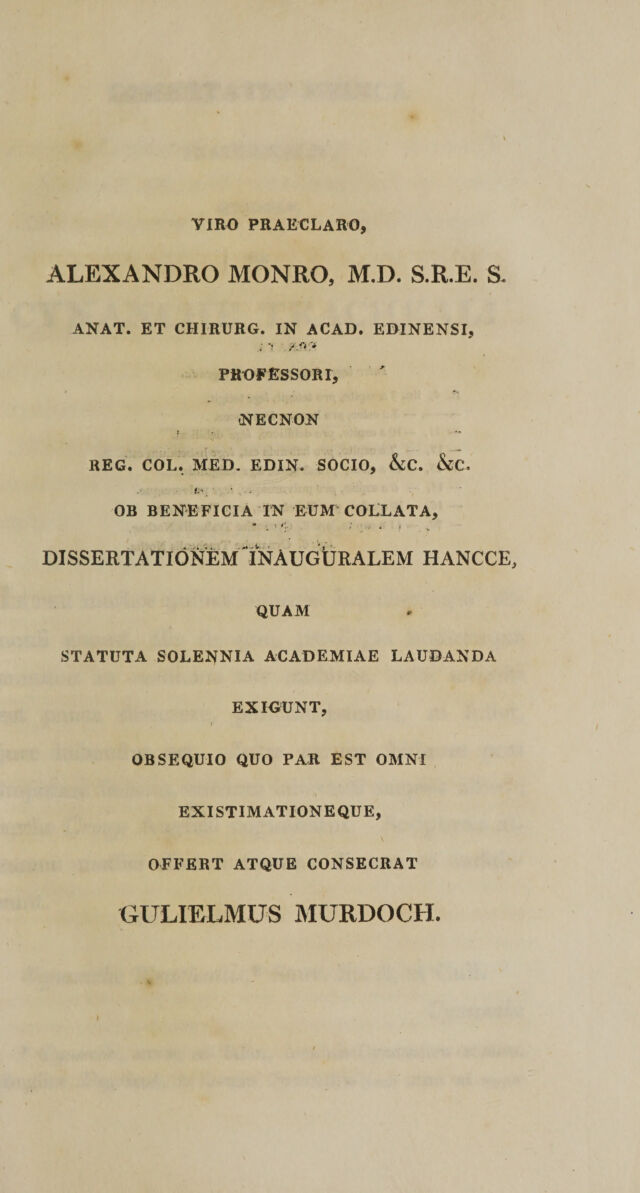 VIRO PRAECLARO,
ALEXANDRO MONRO, M.D. S.R.E. S.
ANAT. ET CHIRURG. IN ACAD. EDINENSI,
PROFESSORI,
NECNON
REG. COL. MED. EDIN. SOCIO, &c. &c.
OB BENEFICIA IN EUM COLLATA,
DISSERTATIONEM INAUGURALEM HANCCE,
QUAM
STATUTA SOLENNIA ACADEMIAE LAUDANDA
EXIGUNT,
OBSEQUIO QUO PAR EST OMNI
EXISTIMATIONEQUE,
OFFERT ATQUE CONSECRAT
GULIELMUS MURDOCH.